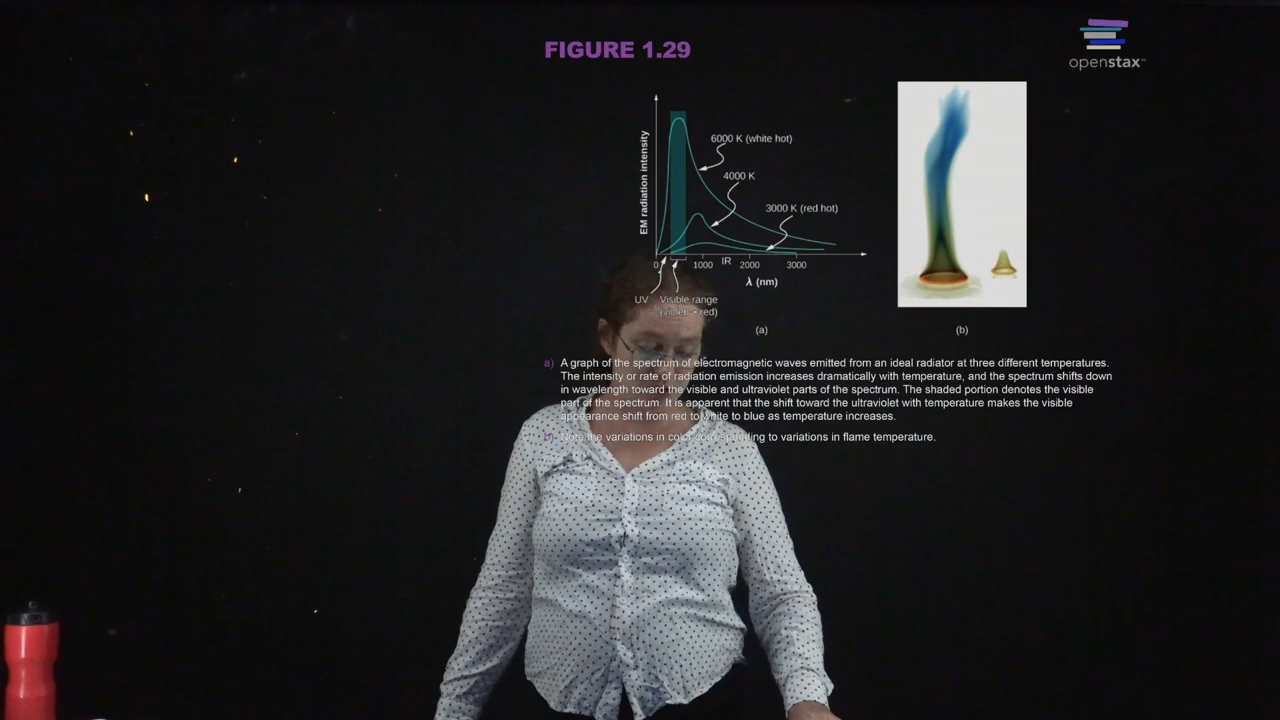 FIGURE 1.29
openstax™
EM radiation intensity
6000 K (white hot)
4000 K
3000 K (red hot)
0 1000 IR 2000 3000
λ (nm)
UV Visible range
(violet → red)
(a)
(b)
a) A graph of the spectrum of electromagnetic waves emitted from an ideal radiator at three different temperatures.
The intensity or rate of radiation emission increases dramatically with temperature, and the spectrum shifts down
in wavelength toward the visible and ultraviolet parts of the spectrum. The shaded portion denotes the visible
part of the spectrum. It is apparent that the shift toward the ultraviolet with temperature makes the visible
appearance shift from red to white to blue as temperature increases.
b) Note the variations in color corresponding to variations in flame temperature.